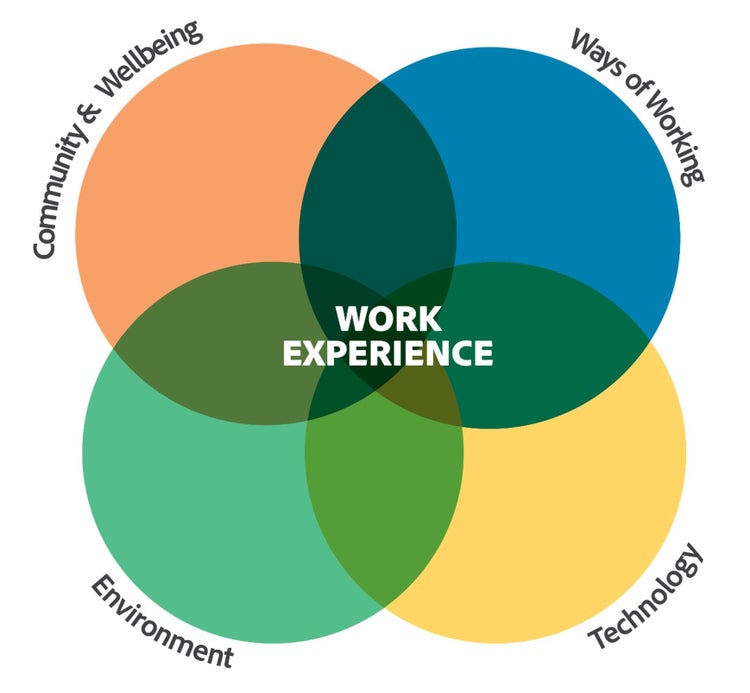 Community & Wellbeing
Ways of Working
WORK
EXPERIENCE
Environment
Technology